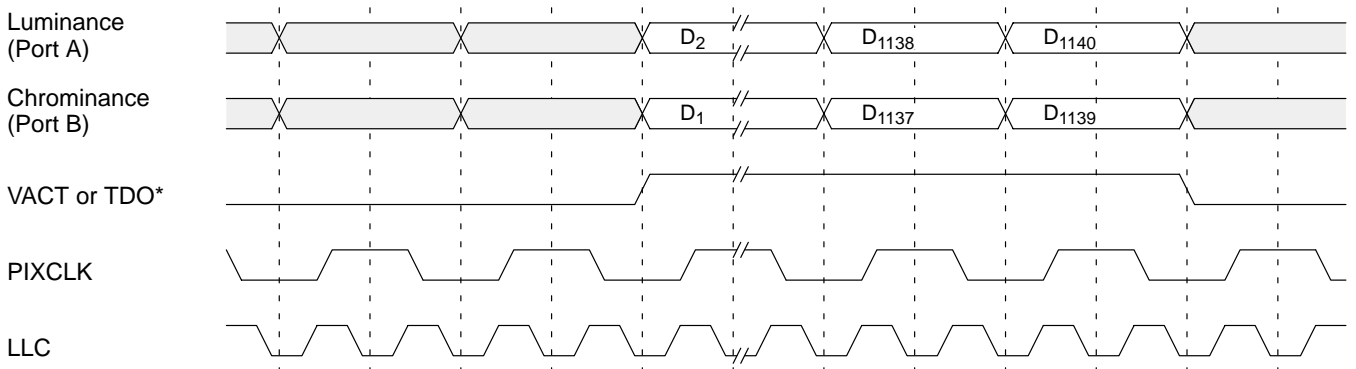 Luminance
(Port A)
D2 D1138 D1140
Chrominance
(Port B)
D1 D1137 D1139
VACT or TDO*
PIXCLK
LLC